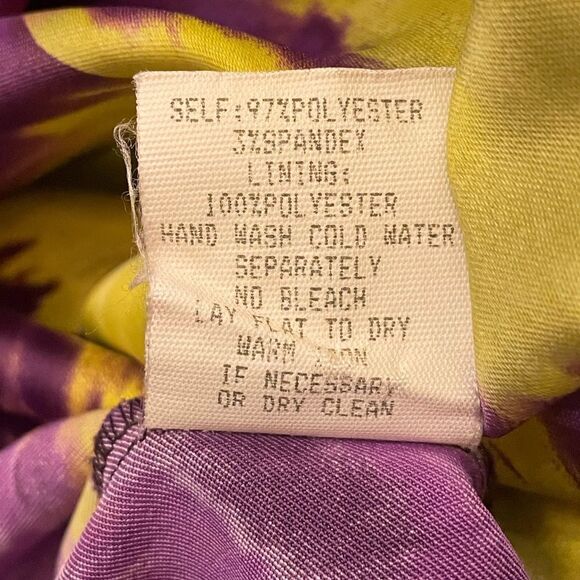 SELF:97%POLYESTER
3%SPANDEX
LINING:
100%POLYESTER
HAND WASH COLD WATER
SEPARATELY
NO BLEACH
LAY FLAT TO DRY
WARM IRON
IF NECESSARY
OR DRY CLEAN